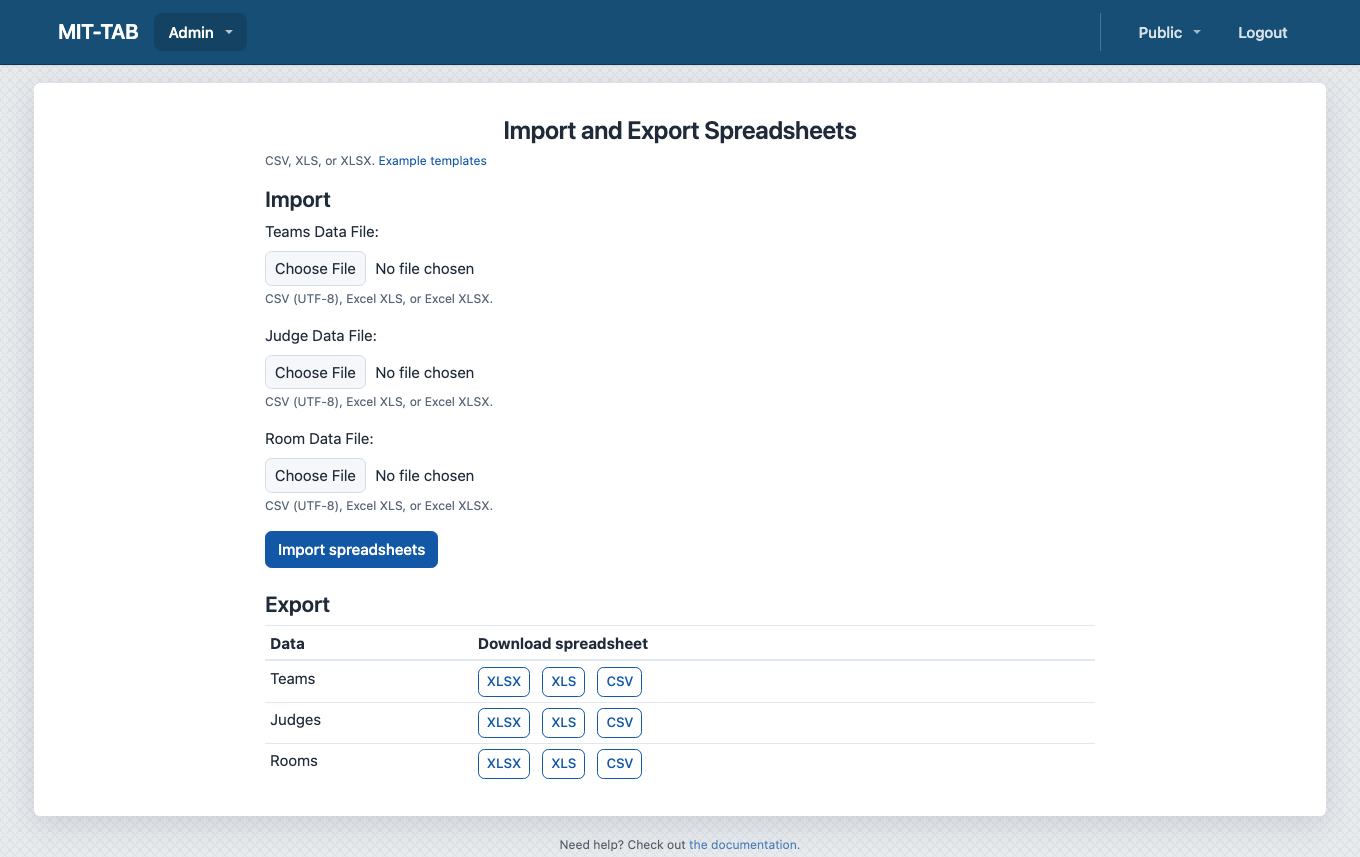 MIT-TAB Admin Public Logout
Import and Export Spreadsheets
CSV, XLS, or XLSX. Example templates
Import
Teams Data File:
Choose File No file chosen
CSV (UTF-8), Excel XLS, or Excel XLSX.
Judge Data File:
Choose File No file chosen
CSV (UTF-8), Excel XLS, or Excel XLSX.
Room Data File:
Choose File No file chosen
CSV (UTF-8), Excel XLS, or Excel XLSX.
Import spreadsheets
Export
Data Download spreadsheet
Teams XLSX XLS CSV
Judges XLSX XLS CSV
Rooms XLSX XLS CSV
Need help? Check out the documentation.